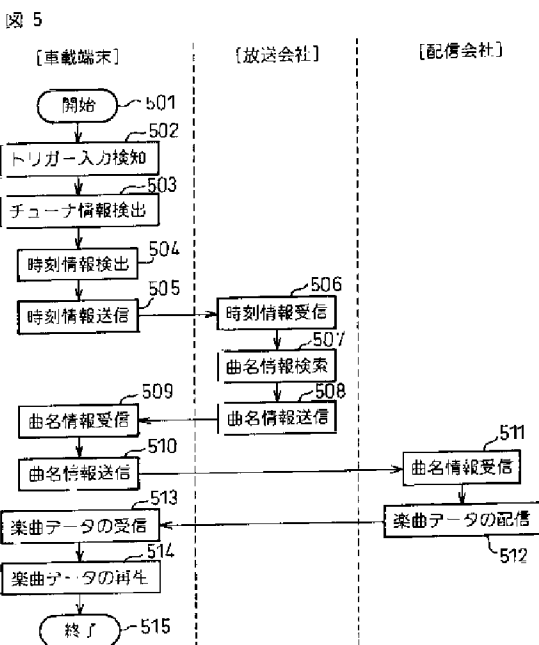 図5
[車載端末]
[放送会社]
[配信会社]
開始
501
502
トリガー入力検知
503
チューナ情報検出
504
時刻情報検出
505
時刻情報送信
506
時刻情報受信
507
曲名情報検索
508
曲名情報送信
509
曲名情報受信
510
曲名情報送信
511
曲名情報受信
楽曲データの配信
512
513
楽曲データの受信
514
楽曲データの再生
終了
515